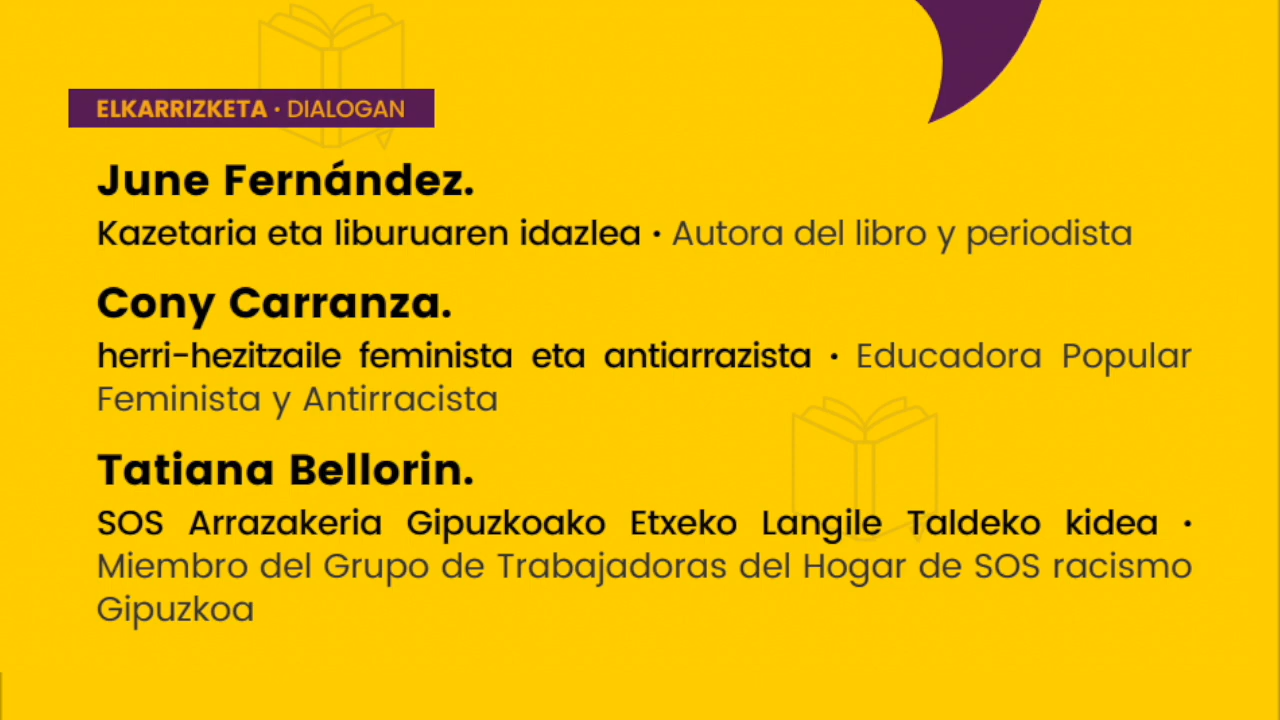 ELKARRIZKETA · DIALOGAN
June Fernández.
Kazetaria eta liburuaren idazlea · Autora del libro y periodista
Cony Carranza.
herri-hezitzaile feminista eta antiarrazista · Educadora Popular
Feminista y Antirracista
Tatiana Bellorin.
SOS Arrazakeria Gipuzkoako Etxeko Langile Taldeko kidea ·
Miembro del Grupo de Trabajadoras del Hogar de SOS racismo
Gipuzkoa